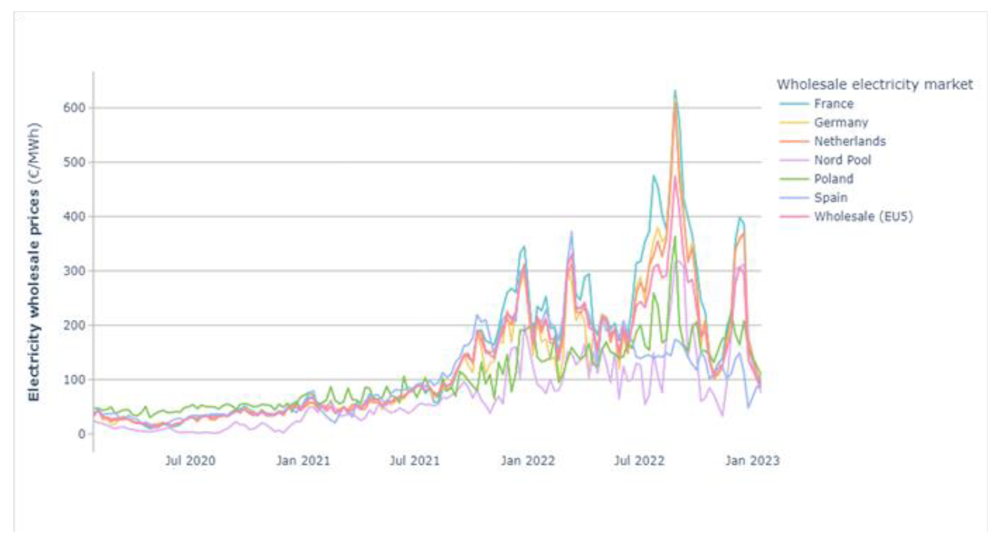 Wholesale electricity market
France
Germany
Netherlands
Nord Pool
Poland
Spain
Wholesale (EU5)
Electricity wholesale prices (€/MWh)
600
500
400
300
200
100
0
Jul 2020 Jan 2021 Jul 2021 Jan 2022 Jul 2022 Jan 2023